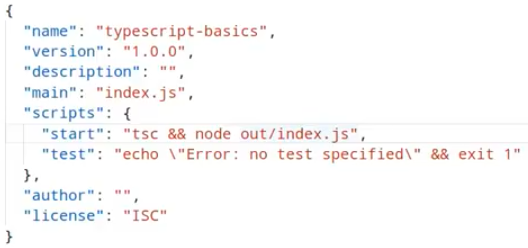 {
  "name": "typescript-basics",
  "version": "1.0.0",
  "description": "",
  "main": "index.js",
  "scripts": {
    "start": "tsc && node out/index.js",
    "test": "echo \"Error: no test specified\" && exit 1"
  },
  "author": "",
  "license": "ISC"
}